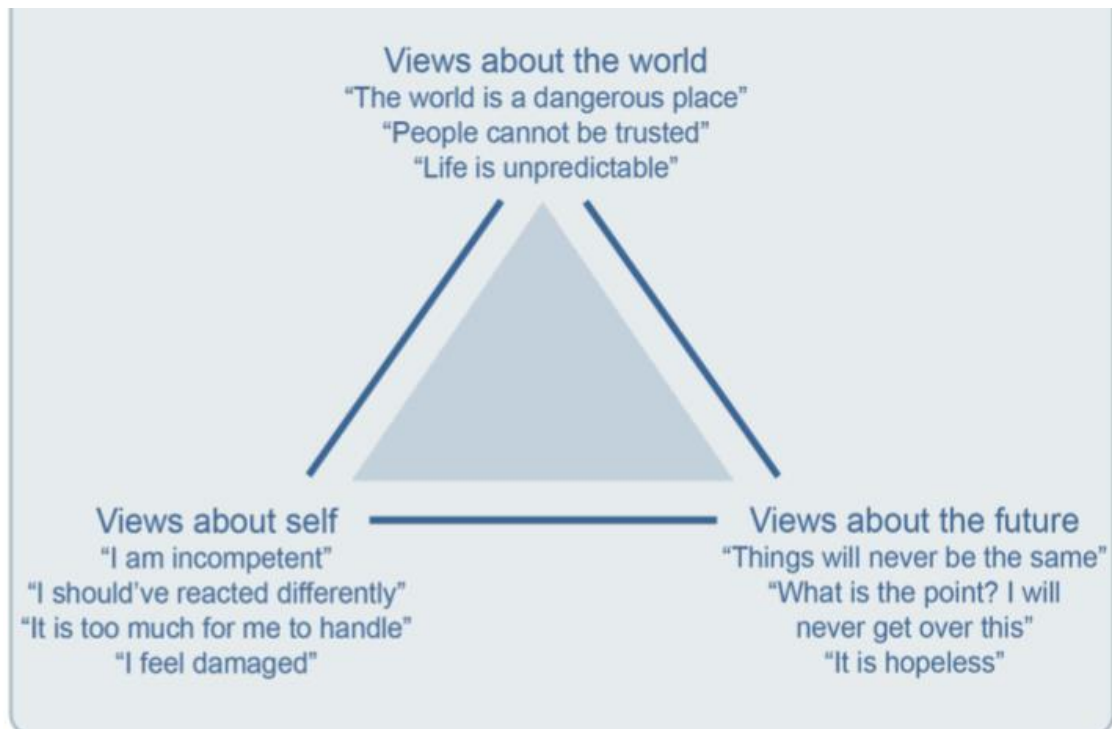 Views about the world
“The world is a dangerous place”
“People cannot be trusted”
“Life is unpredictable”
Views about self
“I am incompetent”
“I should’ve reacted differently”
“It is too much for me to handle”
“I feel damaged”
Views about the future
“Things will never be the same”
“What is the point? I will
never get over this”
“It is hopeless”